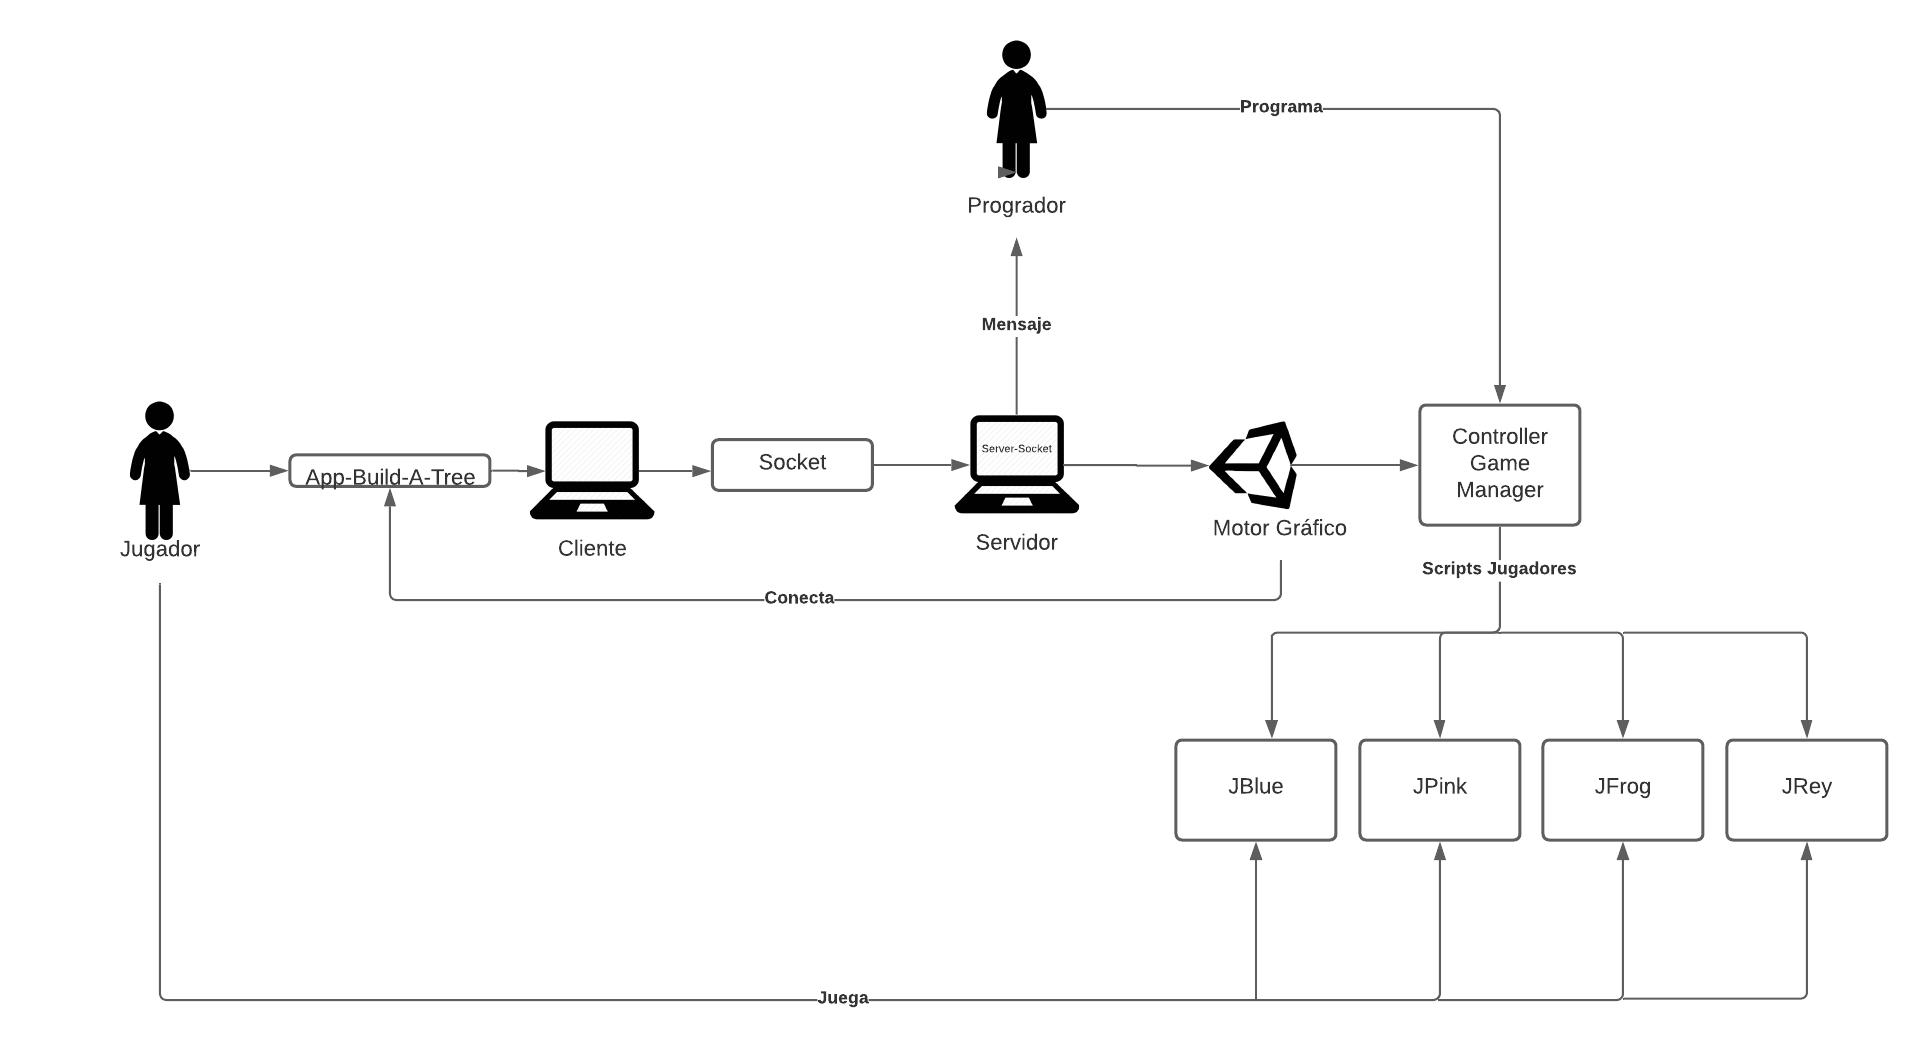 Programa
Progrador
Mensaje
Server-Socket
Socket
App-Build-A-Tree
Controller
Game
Manager
Jugador
Cliente
Servidor
Motor Gráfico
Conecta
Scripts Jugadores
JBlue
JPink
JFrog
JRey
Juega